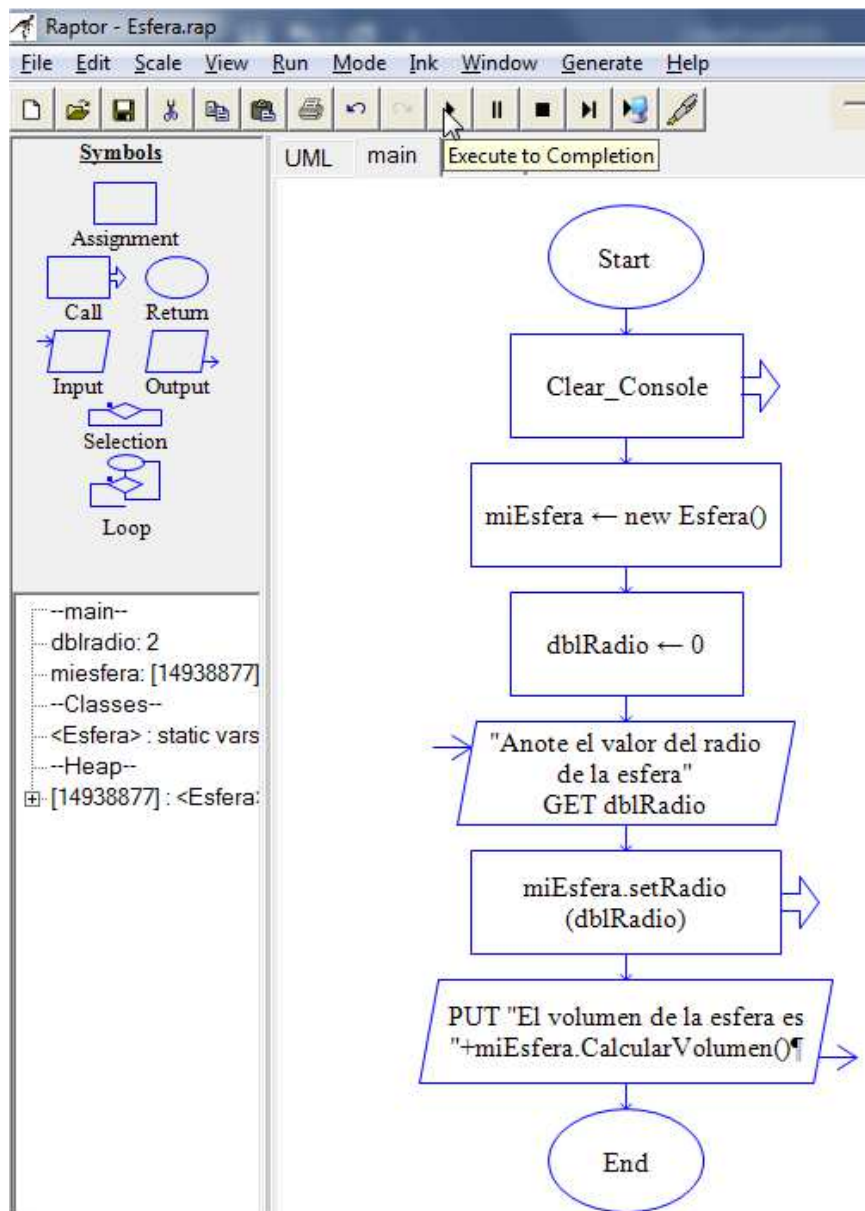 Raptor - Esfera.rap
File Edit Scale View Run Mode Ink Window Generate Help
Symbols
Assignment
Call Return
Input Output
Selection
Loop
--main--
dblradio: 2
miesfera: [14938877]
--Classes--
<Esfera> : static vars
--Heap--
[14938877] : <Esfera>
UML main
Execute to Completion
Start
Clear_Console
miEsfera ← new Esfera()
dblRadio ← 0
"Anote el valor del radio
de la esfera"
GET dblRadio
miEsfera.setRadio
(dblRadio)
PUT "El volumen de la esfera es
"+miEsfera.CalcularVolumen()¶
End